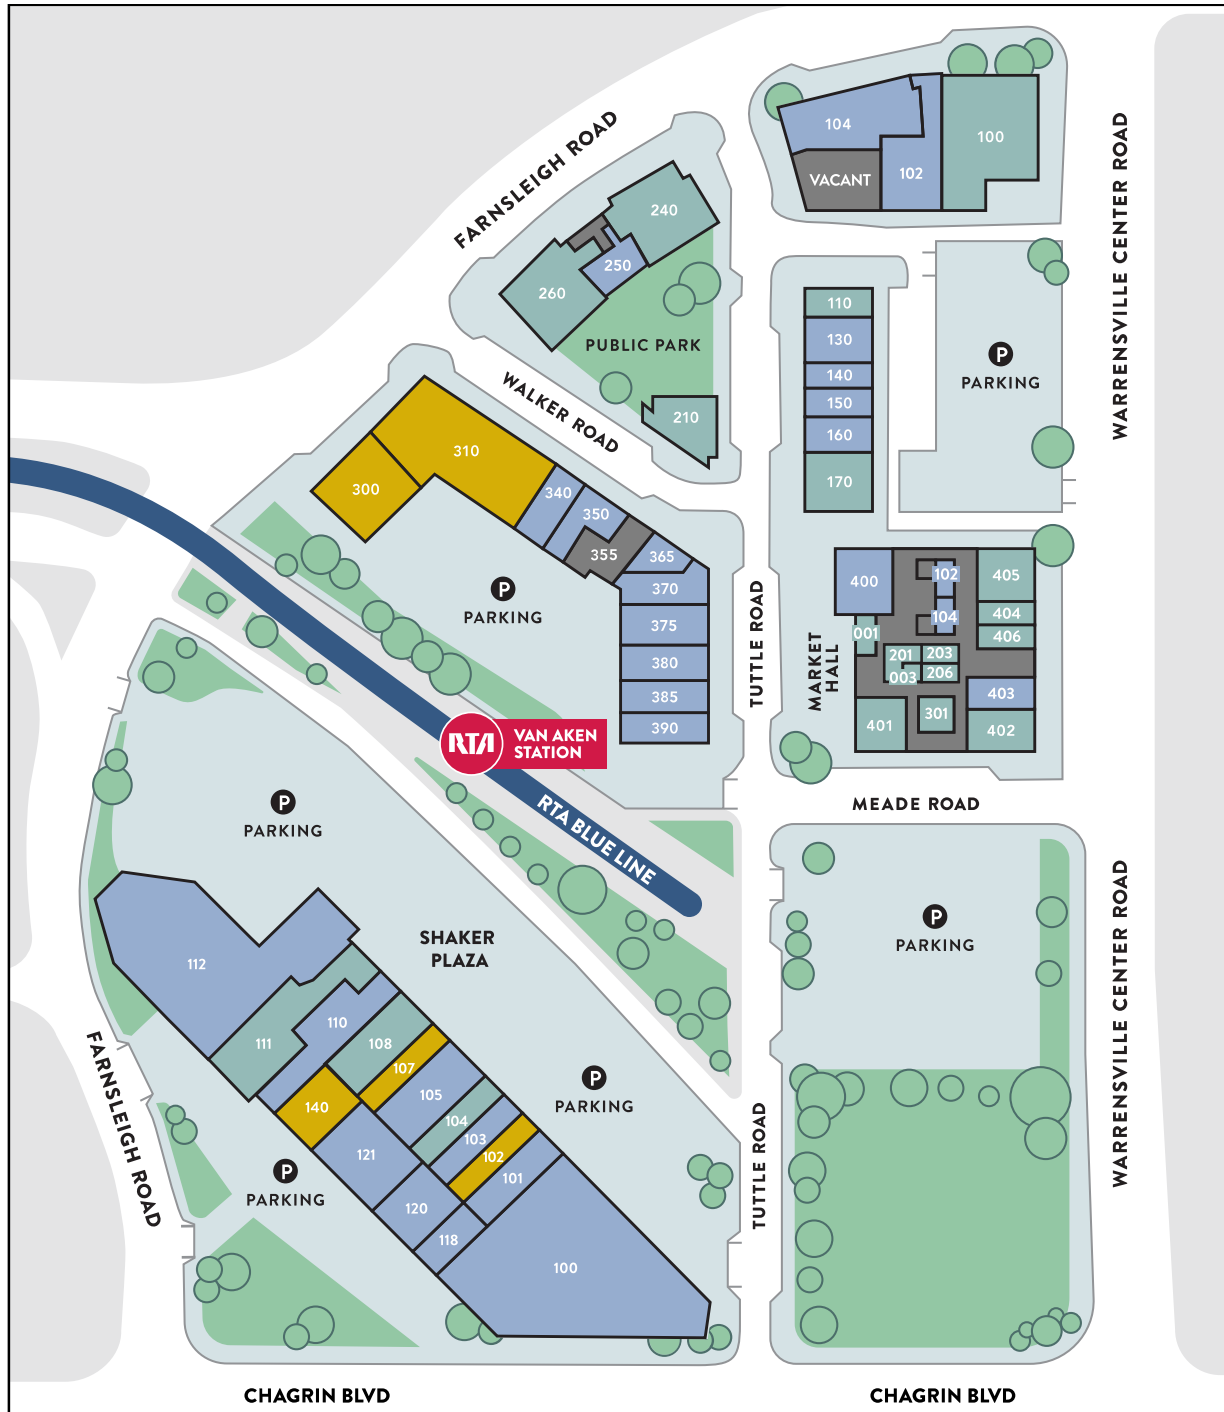 FARNSLEIGH ROAD
104
VACANT
102
100
WARRENSVILLE CENTER ROAD
240
250
260
PUBLIC PARK
210
WALKER ROAD
110
130
140
150
160
170
P
PARKING
310
300
340
350
355
365
370
375
380
385
390
P
PARKING
TUTTLE ROAD
MARKET
HALL
400
102
104
405
404
406
001
201
203
003
206
403
401
301
402
RTA
VAN AKEN
STATION
RTA BLUE LINE
MEADE ROAD
P
PARKING
P
PARKING
WARRENSVILLE CENTER ROAD
SHAKER
PLAZA
112
111
110
108
107
140
105
104
103
102
101
121
120
118
100
P
PARKING
P
PARKING
FARNSLEIGH ROAD
TUTTLE ROAD
CHAGRIN BLVD
CHAGRIN BLVD